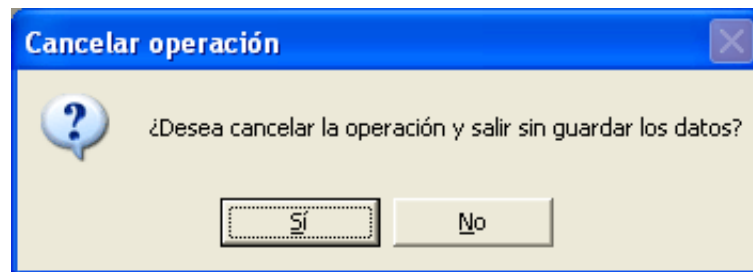 Cancelar operación
¿Desea cancelar la operación y salir sin guardar los datos?
Sí No